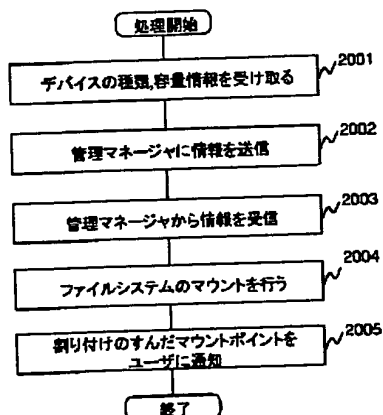 処理開始
デバイスの種類,容量情報を受け取る
2001
管理マネージャに情報を送信
2002
管理マネージャから情報を受信
2003
ファイルシステムのマウントを行う
2004
割り付けのすんだマウントポイントを
ユーザに通知
2005
終了